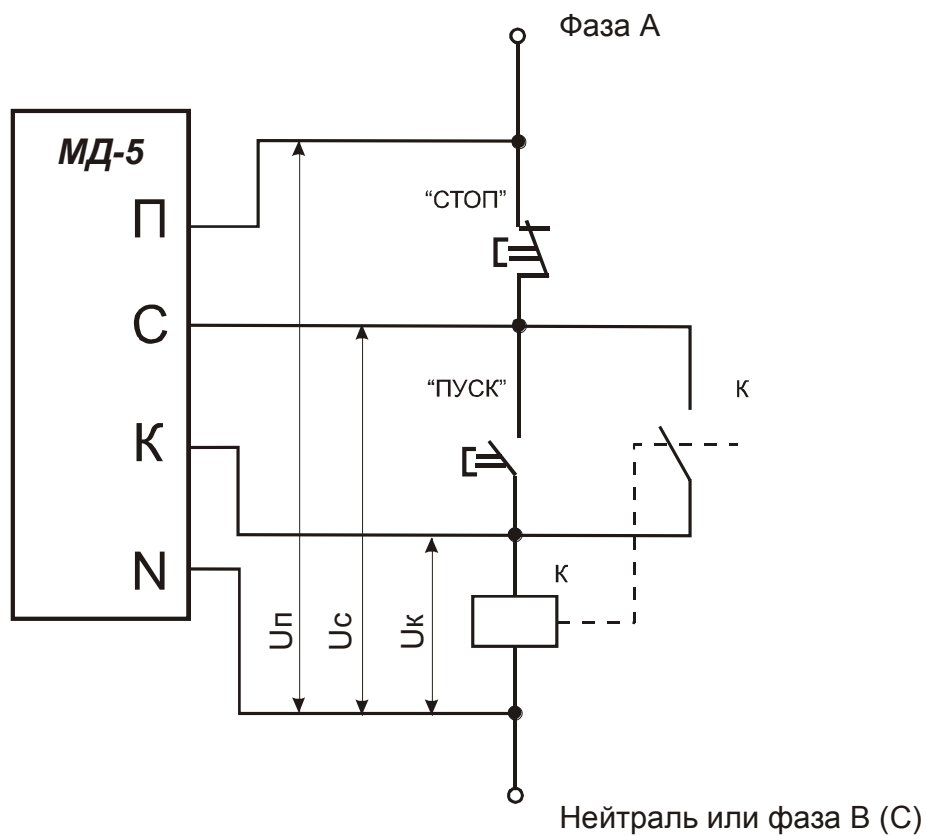 Фаза А
МД-5
П
“СТОП”
С
“ПУСК”
К
К
N
К
Uп
Uс
Uк
Нейтраль или фаза В (С)